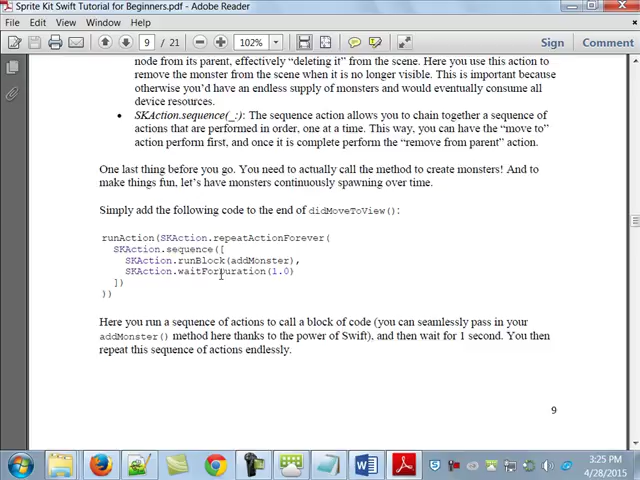 Sprite Kit Swift Tutorial for Beginners.pdf - Adobe Reader
File Edit View Window Help
9 / 21 102% Sign Comment
node from its parent, effectively “deleting it” from the scene. Here you use this action to
remove the monster from the scene when it is no longer visible. This is important because
otherwise you’d have an endless supply of monsters and would eventually consume all
device resources.
• SKAction.sequence(_:): The sequence action allows you to chain together a sequence of
actions that are performed in order, one at a time. This way, you can have the “move to”
action perform first, and once it is complete perform the “remove from parent” action.
One last thing before you go. You need to actually call the method to create monsters! And to
make things fun, let’s have monsters continuously spawning over time.
Simply add the following code to the end of didMoveToView():
runAction(SKAction.repeatActionForever(
SKAction.sequence([
SKAction.runBlock(addMonster),
SKAction.waitForDuration(1.0)
])
))
Here you run a sequence of actions to call a block of code (you can seamlessly pass in your
addMonster() method here thanks to the power of Swift), and then wait for 1 second. You then
repeat this sequence of actions endlessly.
9
3:25 PM
4/28/2015